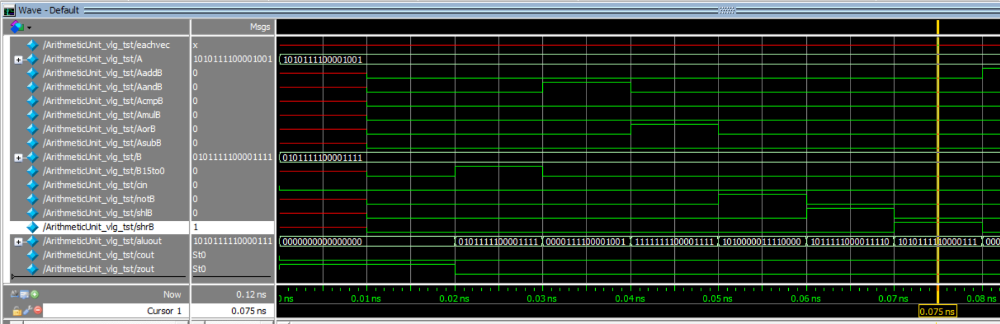 Wave - Default
Msgs
/ArithmeticUnit_vlg_tst/eachvec x
/ArithmeticUnit_vlg_tst/A 1010111100001001 1010111100001001
/ArithmeticUnit_vlg_tst/AaddB 0
/ArithmeticUnit_vlg_tst/AandB 0
/ArithmeticUnit_vlg_tst/AcmpB 0
/ArithmeticUnit_vlg_tst/AmulB 0
/ArithmeticUnit_vlg_tst/AorB 0
/ArithmeticUnit_vlg_tst/AsubB 0
/ArithmeticUnit_vlg_tst/B 0101111100001111 0101111100001111
/ArithmeticUnit_vlg_tst/B15to0 0
/ArithmeticUnit_vlg_tst/cin 0
/ArithmeticUnit_vlg_tst/notB 0
/ArithmeticUnit_vlg_tst/shlB 0
/ArithmeticUnit_vlg_tst/shrB 1
/ArithmeticUnit_vlg_tst/aluout 1010111110000111 0000000000000000 0101111100001111 0000111100001001 1111111100001111 1010000011110000 1011111000011110 1010111110000111 000
/ArithmeticUnit_vlg_tst/cout St0
/ArithmeticUnit_vlg_tst/zout St0
Now 0.12 ns ns 0.01 ns 0.02 ns 0.03 ns 0.04 ns 0.05 ns 0.06 ns 0.07 ns 0.08 ns
Cursor 1 0.075 ns 0.075 ns